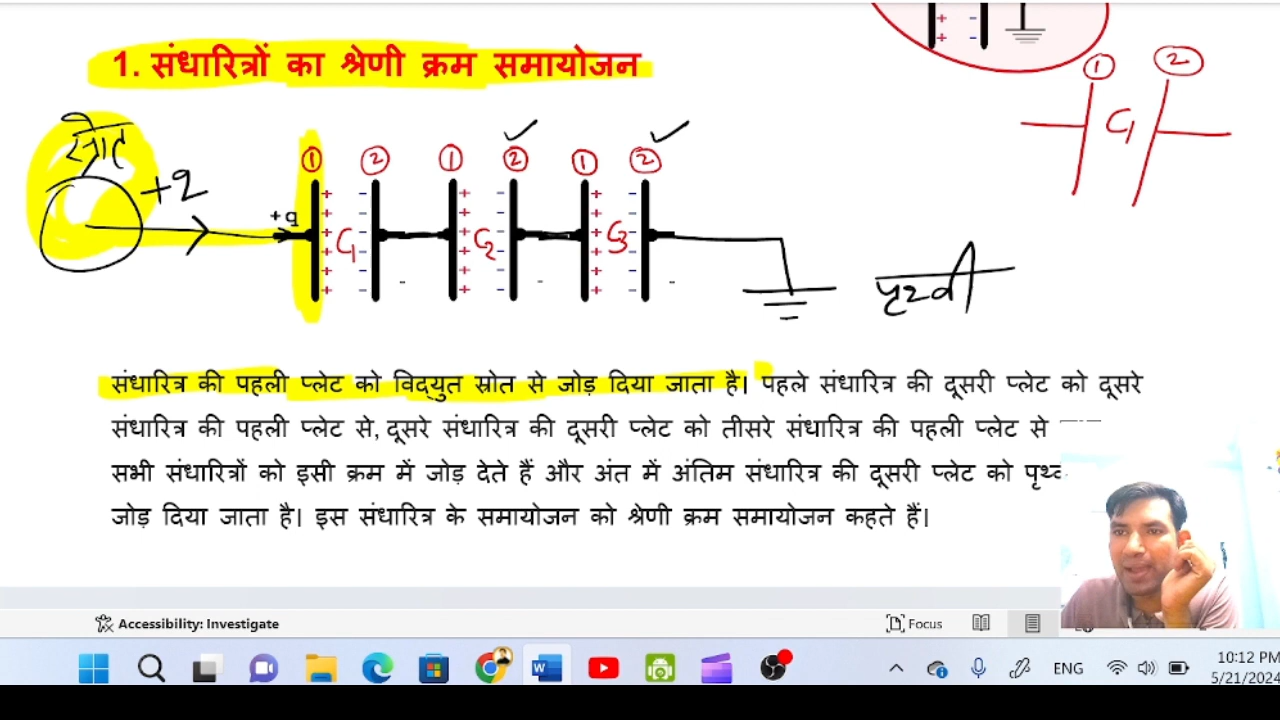 1. संधारित्रों का श्रेणी क्रम समायोजन
① ②
C1
स्त्रोत
+q
+q
① ② ① ② ① ②
C1 C2 C3
पृथ्वी
संधारित्र की पहली प्लेट को विद्युत स्रोत से जोड़ दिया जाता है। पहले संधारित्र की दूसरी प्लेट को दूसरे
संधारित्र की पहली प्लेट से, दूसरे संधारित्र की दूसरी प्लेट को तीसरे संधारित्र की पहली प्लेट से
सभी संधारित्रों को इसी क्रम में जोड़ देते हैं और अंत में अंतिम संधारित्र की दूसरी प्लेट को
जोड़ दिया जाता है। इस संधारित्र के समायोजन को श्रेणी क्रम समायोजन कहते हैं।
Accessibility: Investigate
Focus
ENG
10:12 PM
5/21/2024